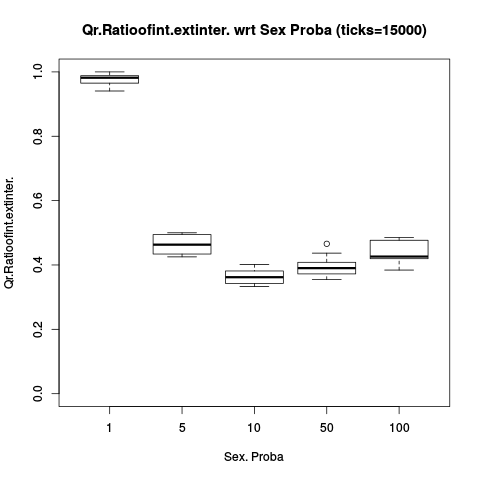 Qr.Ratioofint.extinter. wrt Sex Proba (ticks=15000)
Qr.Ratioofint.extinter.
1.0
0.8
0.6
0.4
0.2
0.0
1 5 10 50 100
Sex. Proba